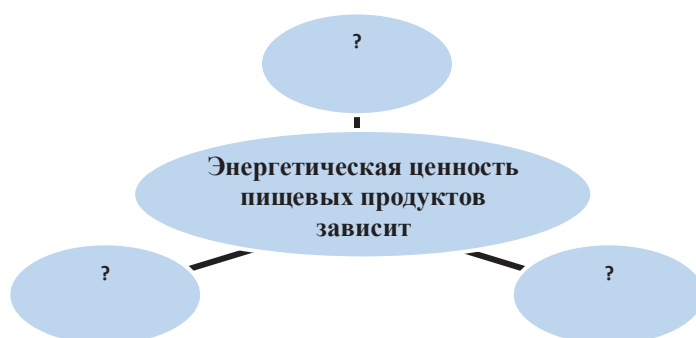 ?
Энергетическая ценность
пищевых продуктов
зависит
?
?